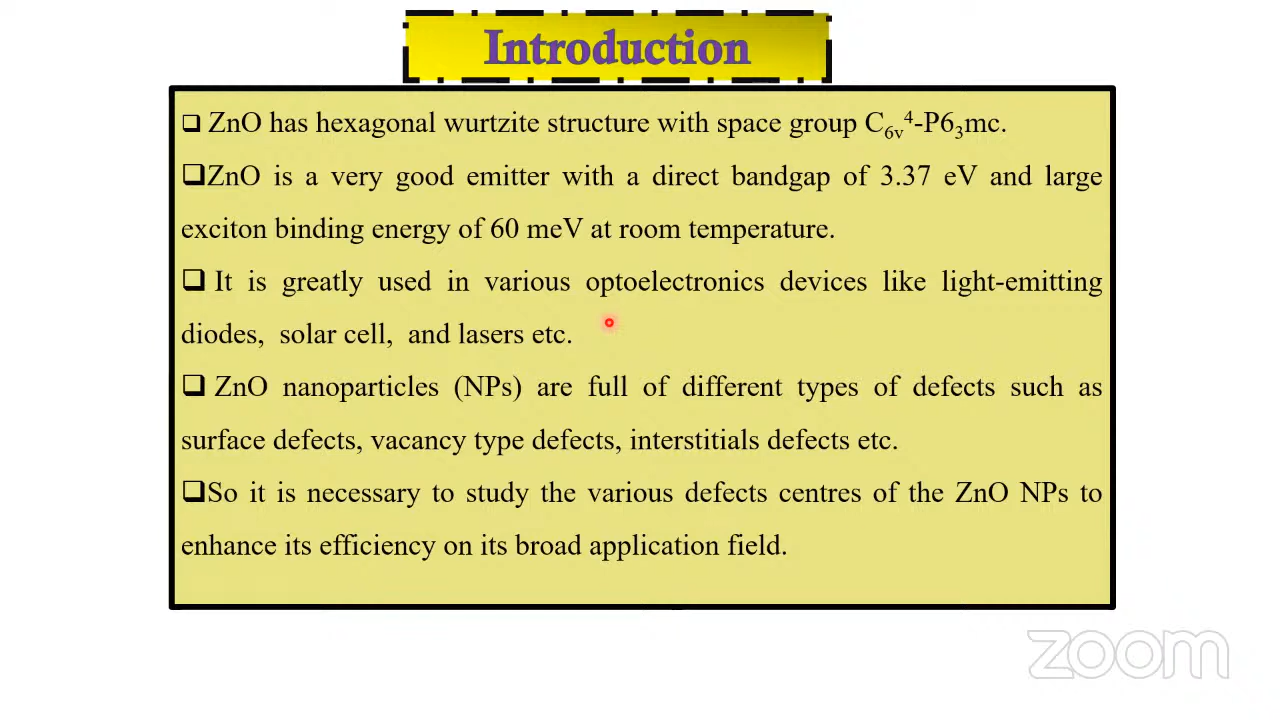 Introduction
❑ ZnO has hexagonal wurtzite structure with space group C₆ᵥ⁴-P6₃mc.
❑ZnO is a very good emitter with a direct bandgap of 3.37 eV and large
exciton binding energy of 60 meV at room temperature.
❑ It is greatly used in various optoelectronics devices like light-emitting
diodes, solar cell, and lasers etc.
❑ ZnO nanoparticles (NPs) are full of different types of defects such as
surface defects, vacancy type defects, interstitials defects etc.
❑So it is necessary to study the various defects centres of the ZnO NPs to
enhance its efficiency on its broad application field.
zoom